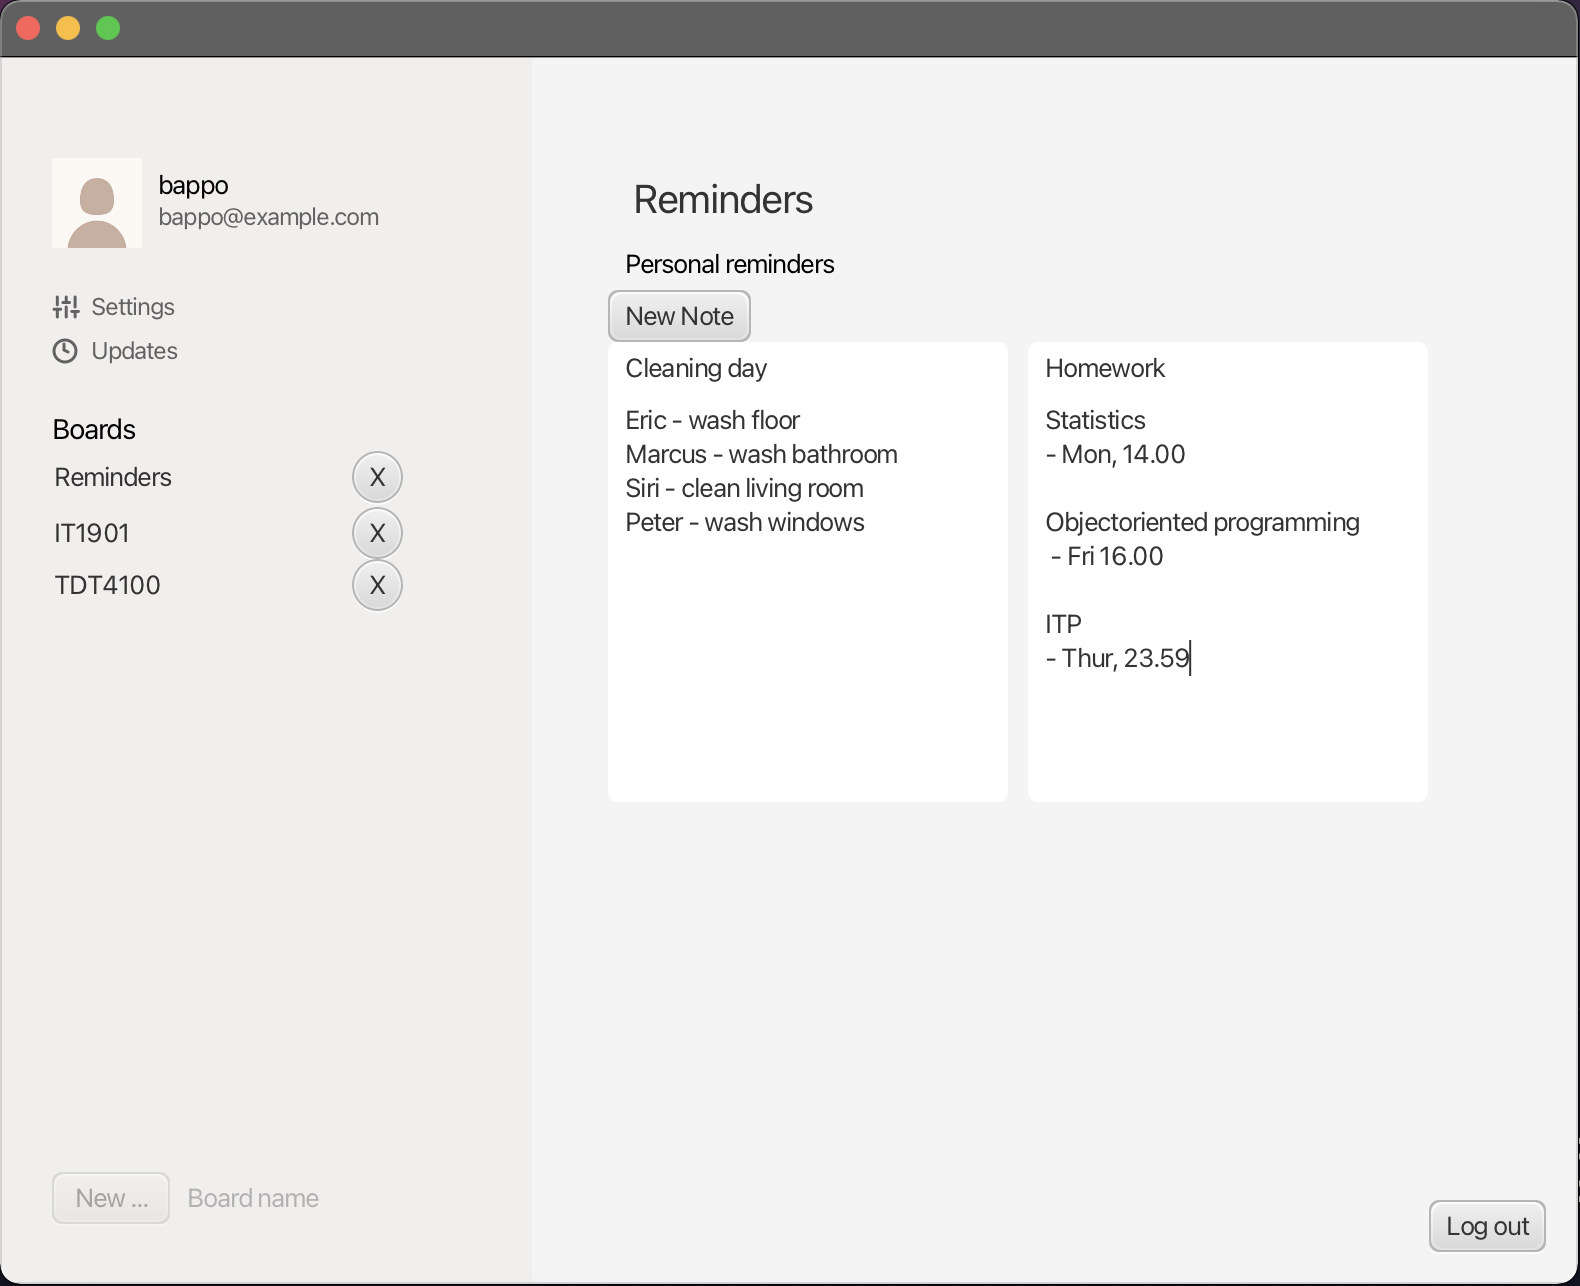 bappo
bappo@example.com
Settings
Updates
Boards
Reminders X
IT1901 X
TDT4100 X
New ... Board name
Reminders
Personal reminders
New Note
Cleaning day
Eric - wash floor
Marcus - wash bathroom
Siri - clean living room
Peter - wash windows
Homework
Statistics
- Mon, 14.00
Objectoriented programming
- Fri 16.00
ITP
- Thur, 23.59
Log out